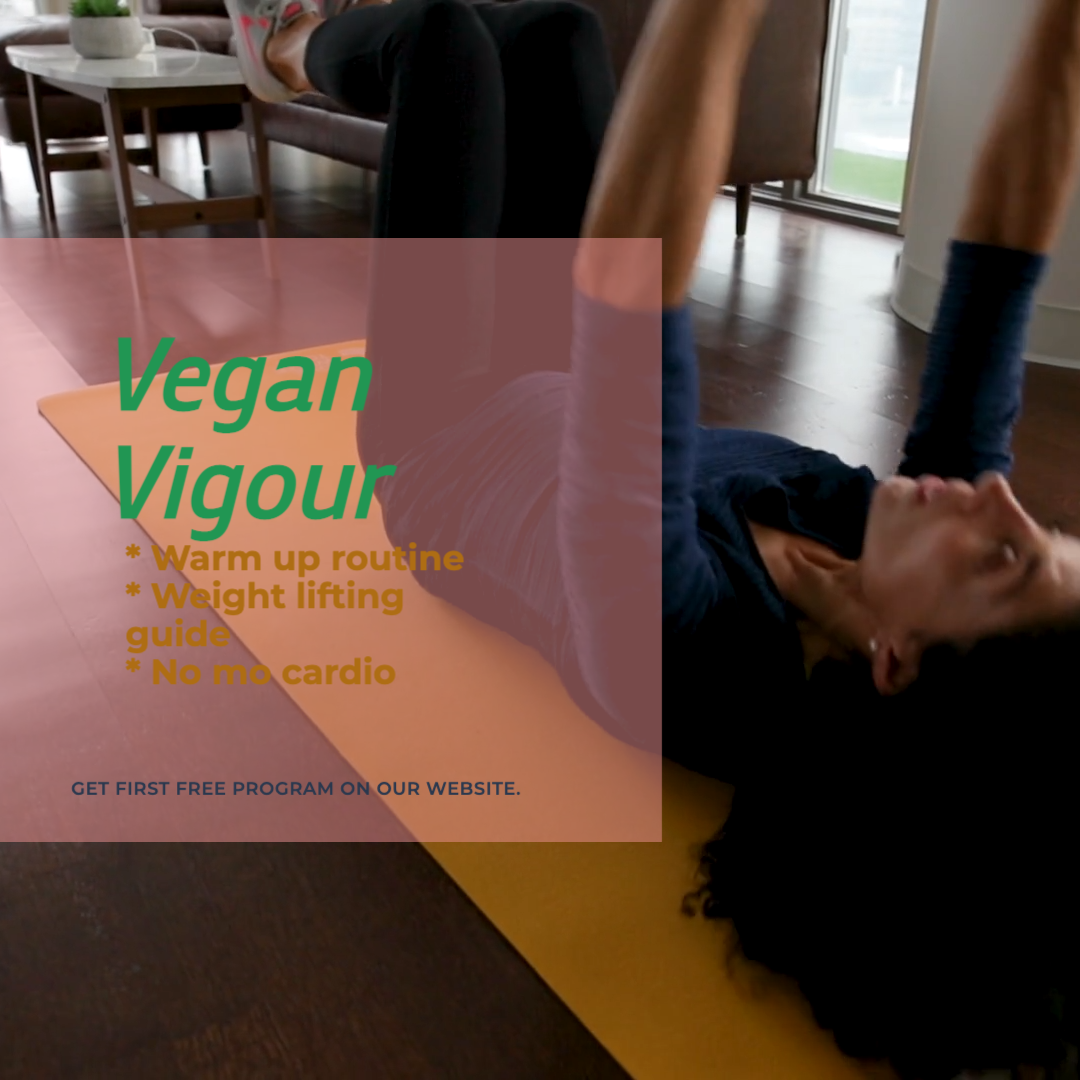 Vegan
Vigour
* Warm up routine
* Weight lifting
guide
* No mo cardio
GET FIRST FREE PROGRAM ON OUR WEBSITE.